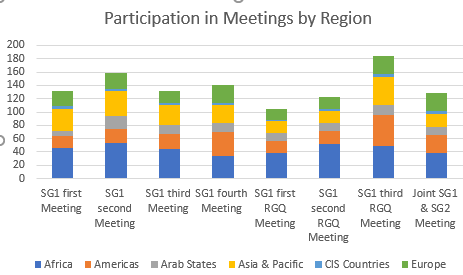 Participation in Meetings by Region
200
180
160
140
120
100
80
60
40
20
0
SG1 first Meeting
SG1 second Meeting
SG1 third Meeting
SG1 fourth Meeting
SG1 first RGQ Meeting
SG1 second RGQ Meeting
SG1 third RGQ Meeting
Joint SG1 & SG2 Meeting
Africa Americas Arab States Asia & Pacific CIS Countries Europe